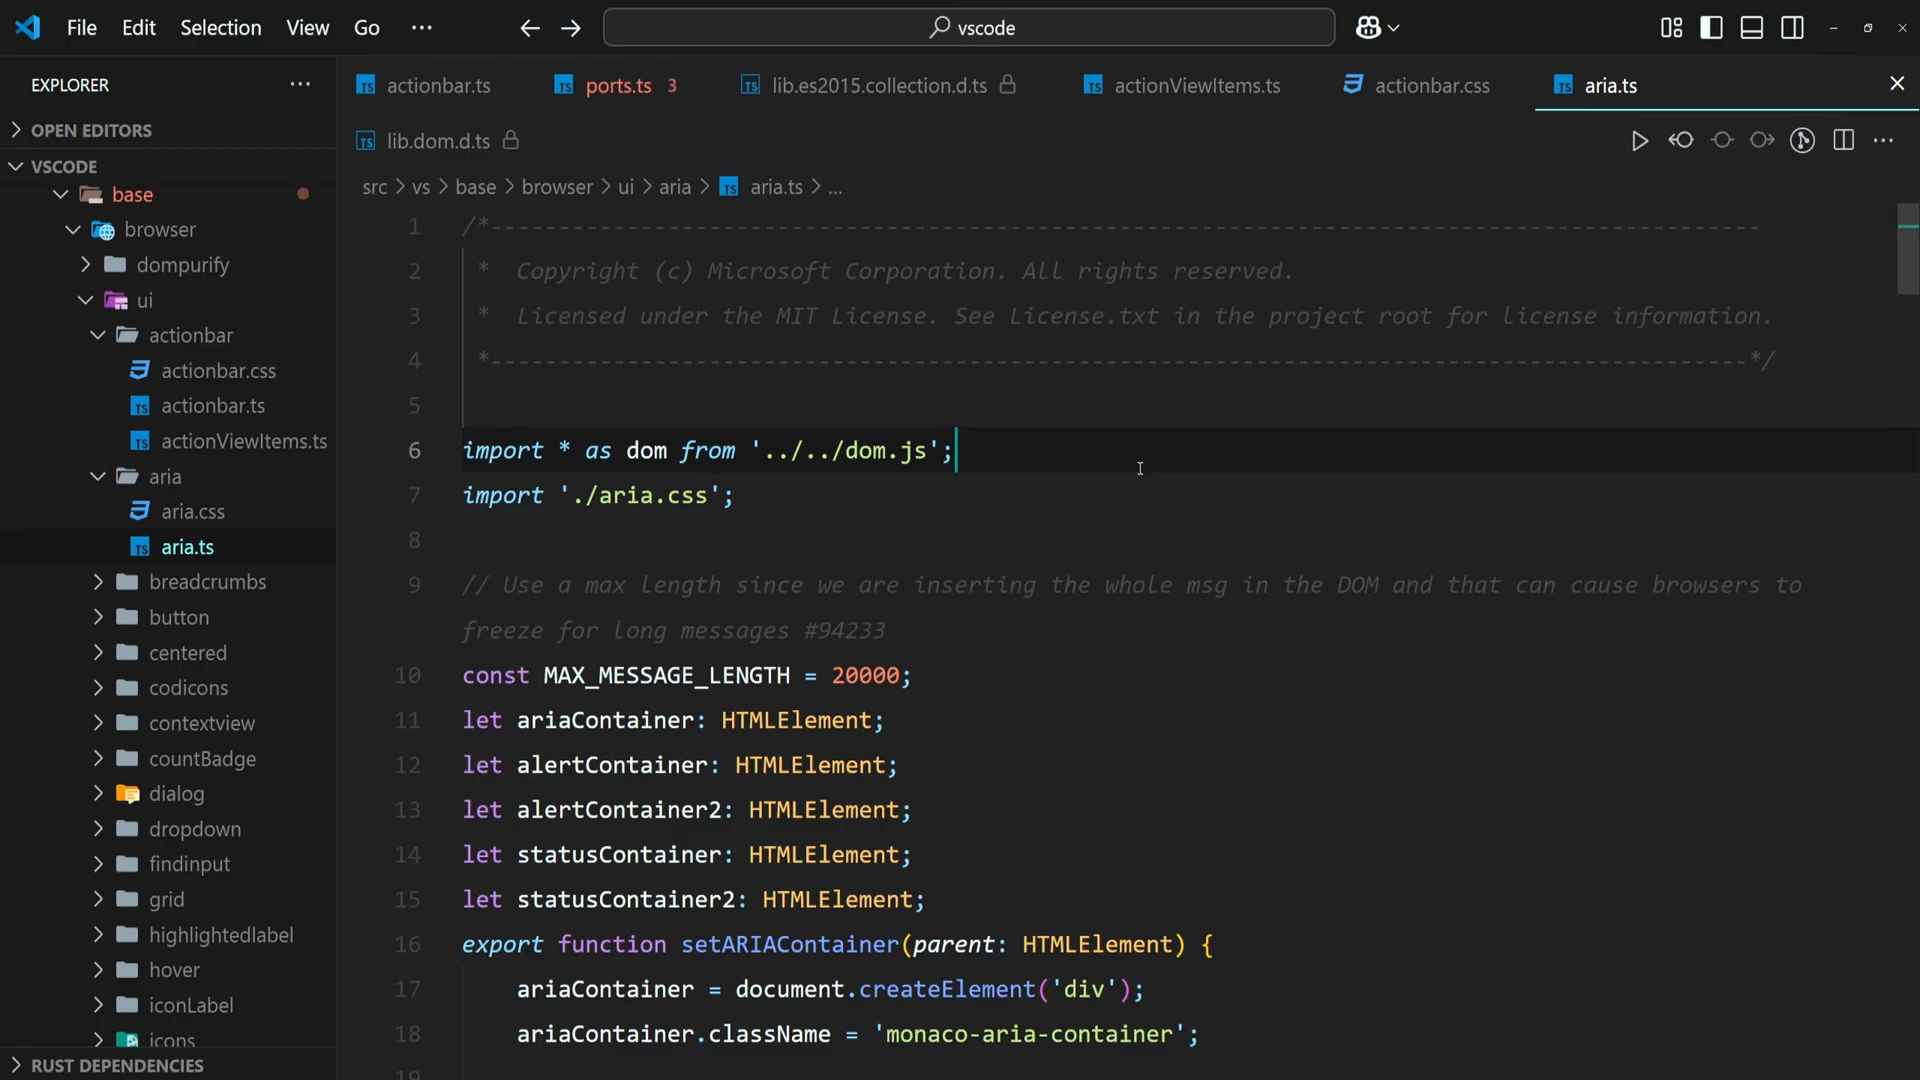 File Edit Selection View Go ···
vscode
EXPLORER ···
OPEN EDITORS
VSCODE
base
browser
dompurify
ui
actionbar
actionbar.css
actionbar.ts
actionViewItems.ts
aria
aria.css
aria.ts
breadcrumbs
button
centered
codicons
contextview
countBadge
dialog
dropdown
findinput
grid
highlightedlabel
hover
iconLabel
icons
RUST DEPENDENCIES
TS actionbar.ts TS ports.ts 3 TS lib.es2015.collection.d.ts TS actionViewItems.ts actionbar.css TS aria.ts
TS lib.dom.d.ts
src > vs > base > browser > ui > aria > TS aria.ts > ...
1 /*---------------------------------------------------------------------------------------------
2 *  Copyright (c) Microsoft Corporation. All rights reserved.
3 *  Licensed under the MIT License. See License.txt in the project root for license information.
4 *--------------------------------------------------------------------------------------------*/
5
6 import * as dom from '../../dom.js';
7 import './aria.css';
8
9 // Use a max length since we are inserting the whole msg in the DOM and that can cause browsers to
freeze for long messages #94233
10 const MAX_MESSAGE_LENGTH = 20000;
11 let ariaContainer: HTMLElement;
12 let alertContainer: HTMLElement;
13 let alertContainer2: HTMLElement;
14 let statusContainer: HTMLElement;
15 let statusContainer2: HTMLElement;
16 export function setARIAContainer(parent: HTMLElement) {
17 ariaContainer = document.createElement('div');
18 ariaContainer.className = 'monaco-aria-container';
19